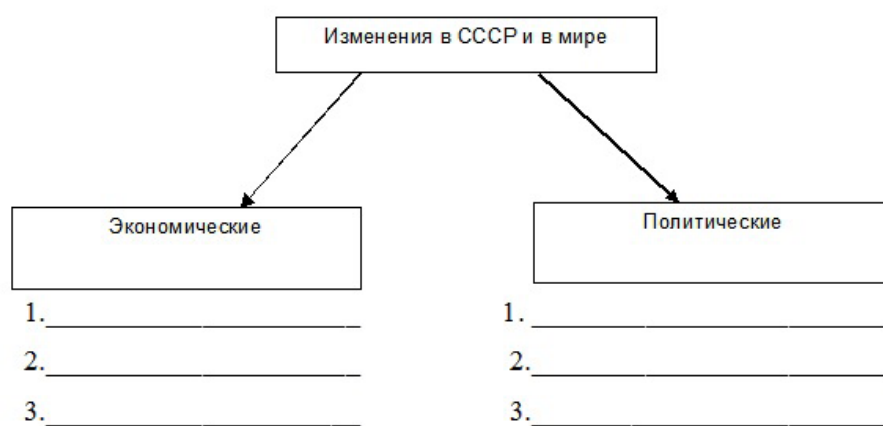 Изменения в СССР и в мире
Экономические
Политические
1.
2.
3.
1.
2.
3.